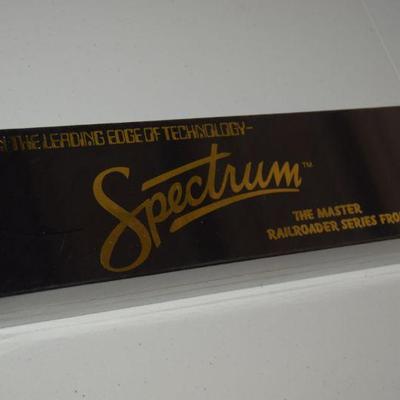 THE LEADING EDGE OF TECHNOLOGY-
Spectrum™
THE MASTER
RAILROADER SERIES FRO